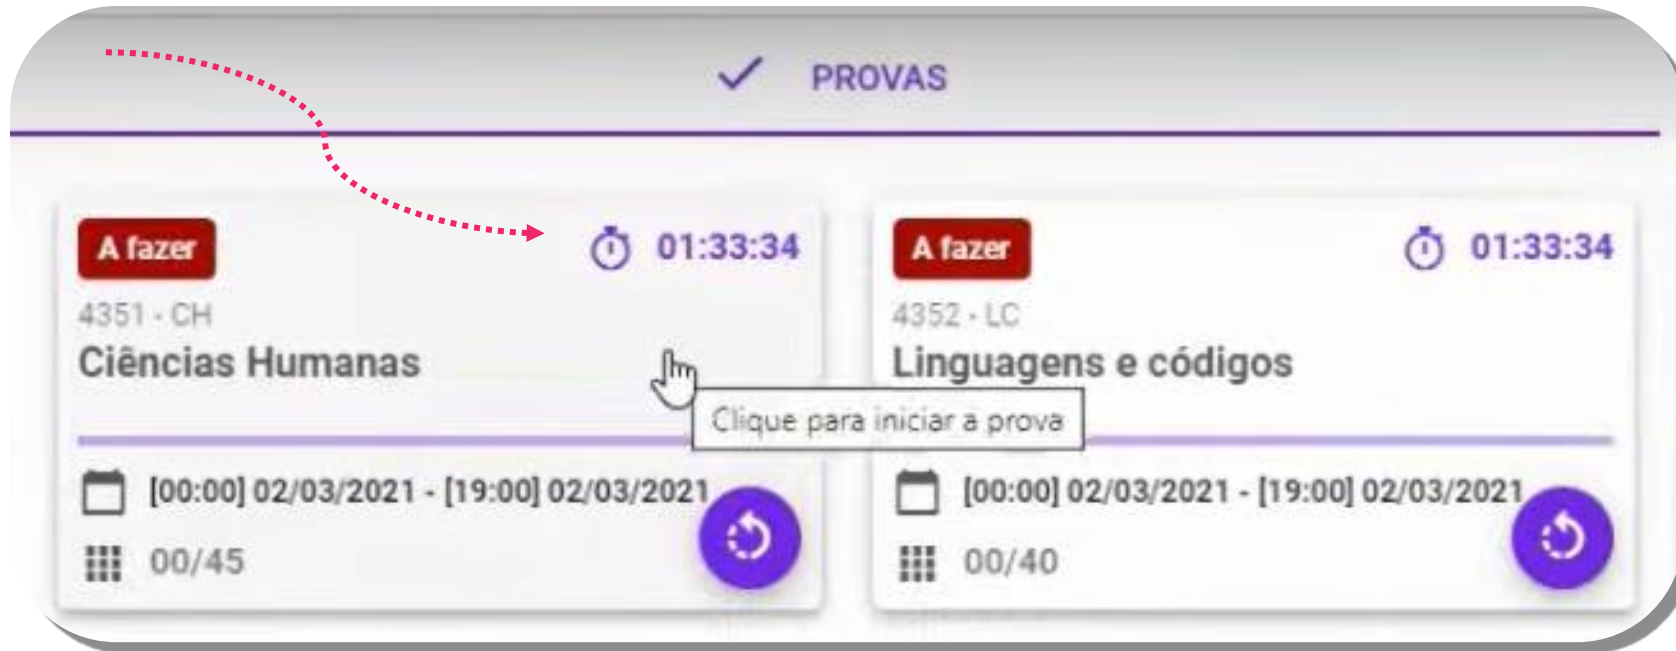 PROVAS
A fazer
01:33:34
4351 - CH
Ciências Humanas
[00:00] 02/03/2021 - [19:00] 02/03/2021
00/45
A fazer
01:33:34
4352 - LC
Linguagens e códigos
Clique para iniciar a prova
[00:00] 02/03/2021 - [19:00] 02/03/2021
00/40